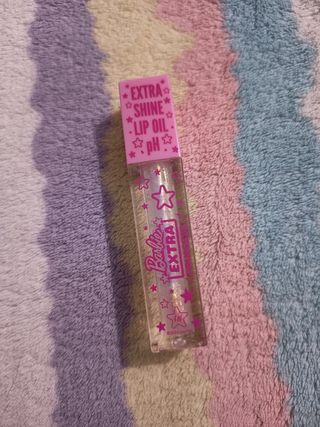 EXTRA
SHINE
LIP OIL
pH
Barbie
EXTRA